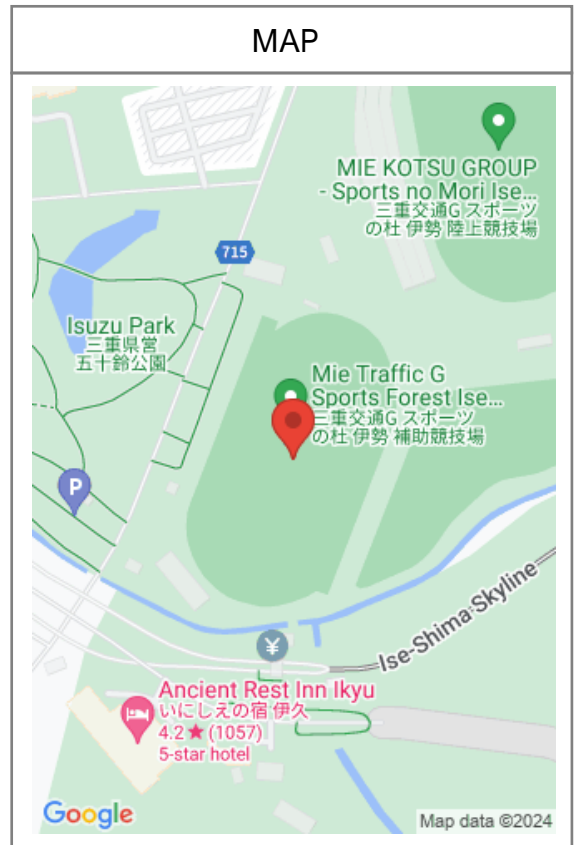 MAP
MIE KOTSU GROUP
- Sports no Mori Ise...
三重交通G スポーツ
の杜 伊勢 陸上競技場
715
Isuzu Park
三重県営
五十鈴公園
Mie Traffic G
Sports Forest Ise...
三重交通G スポーツ
の杜 伊勢 補助競技場
P
Ise-Shima Skyline
¥
Ancient Rest Inn Ikyu
いにしえの宿 伊久
4.2★(1057)
5-star hotel
Google
Map data ©2024